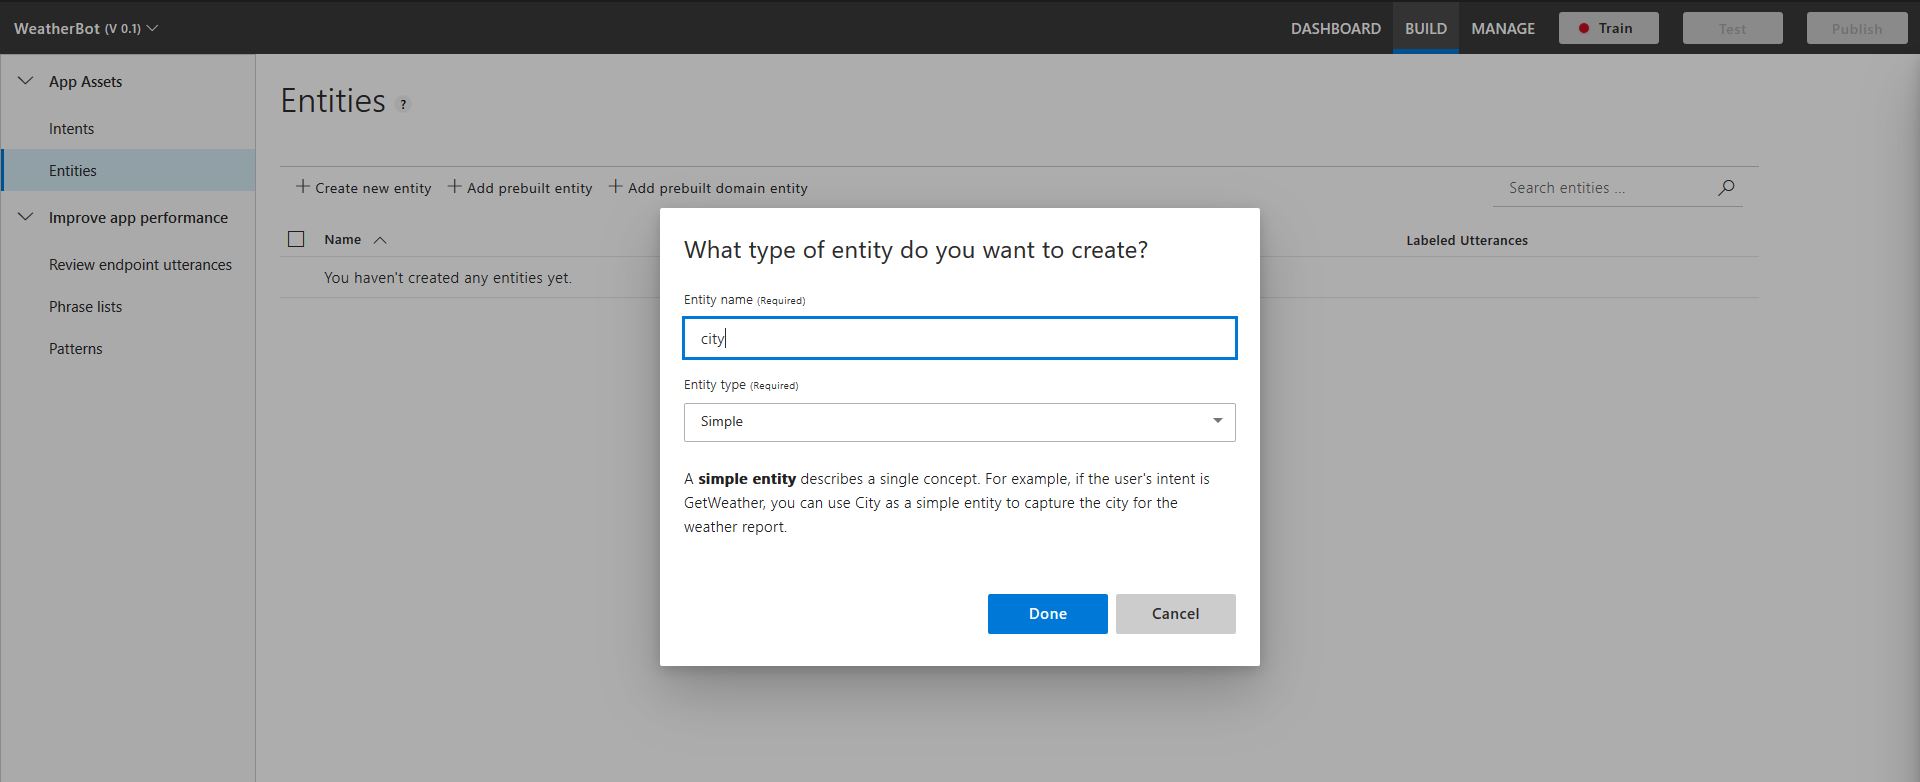 WeatherBot (V 0.1)
DASHBOARD BUILD MANAGE Train Test Publish
App Assets
Intents
Entities
Improve app performance
Review endpoint utterances
Phrase lists
Patterns
Entities ?
Create new entity Add prebuilt entity Add prebuilt domain entity
Search entities ...
Name
Labeled Utterances
You haven't created any entities yet.
What type of entity do you want to create?
Entity name (Required)
city
Entity type (Required)
Simple
A simple entity describes a single concept. For example, if the user's intent is
GetWeather, you can use City as a simple entity to capture the city for the
weather report.
Done Cancel